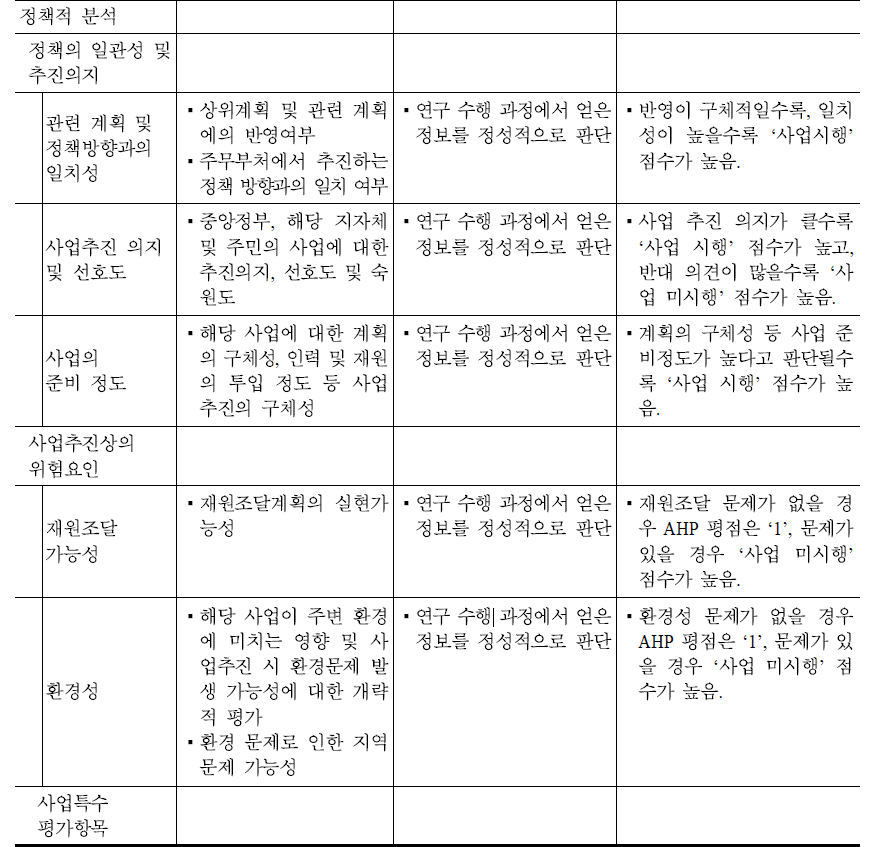 정책적 분석
정책의 일관성 및
추진의지
관련 계획 및
정책방향과의
일치성
▪상위계획 및 관련 계획
에의 반영여부
▪주무부처에서 추진하는
정책 방향과의 일치 여부
▪연구 수행 과정에서 얻은
정보를 정성적으로 판단
▪반영이 구체적일수록, 일치
성이 높을수록 ‘사업시행’
점수가 높음.
사업추진 의지
및 선호도
▪중앙정부, 해당 지자체
및 주민의 사업에 대한
추진의지, 선호도 및 숙
원도
▪연구 수행 과정에서 얻은
정보를 정성적으로 판단
▪사업 추진 의지가 클수록
‘사업 시행’ 점수가 높고,
반대 의견이 많을수록 ‘사
업 미시행’ 점수가 높음.
사업의
준비 정도
▪해당 사업에 대한 계획
의 구체성, 인력 및 재원
의 투입 정도 등 사업
추진의 구체성
▪연구 수행 과정에서 얻은
정보를 정성적으로 판단
▪계획의 구체성 등 사업 준
비정도가 높다고 판단될수
록 ‘사업 시행’ 점수가 높
음.
사업추진상의
위험요인
재원조달
가능성
▪재원조달계획의 실현가
능성
▪연구 수행 과정에서 얻은
정보를 정성적으로 판단
▪재원조달 문제가 없을 경
우 AHP 평점은 ‘1’, 문제가
있을 경우 ‘사업 미시행’
점수가 높음.
환경성
▪해당 사업이 주변 환경
에 미치는 영향 및 사
업추진 시 환경문제 발
생 가능성에 대한 개략
적 평가
▪환경 문제로 인한 지역
문제 가능성
▪연구 수행 과정에서 얻은
정보를 정성적으로 판단
▪환경성 문제가 없을 경우
AHP 평점은 ‘1’, 문제가 있
을 경우 ‘사업 미시행’ 점
수가 높음.
사업특수
평가항목